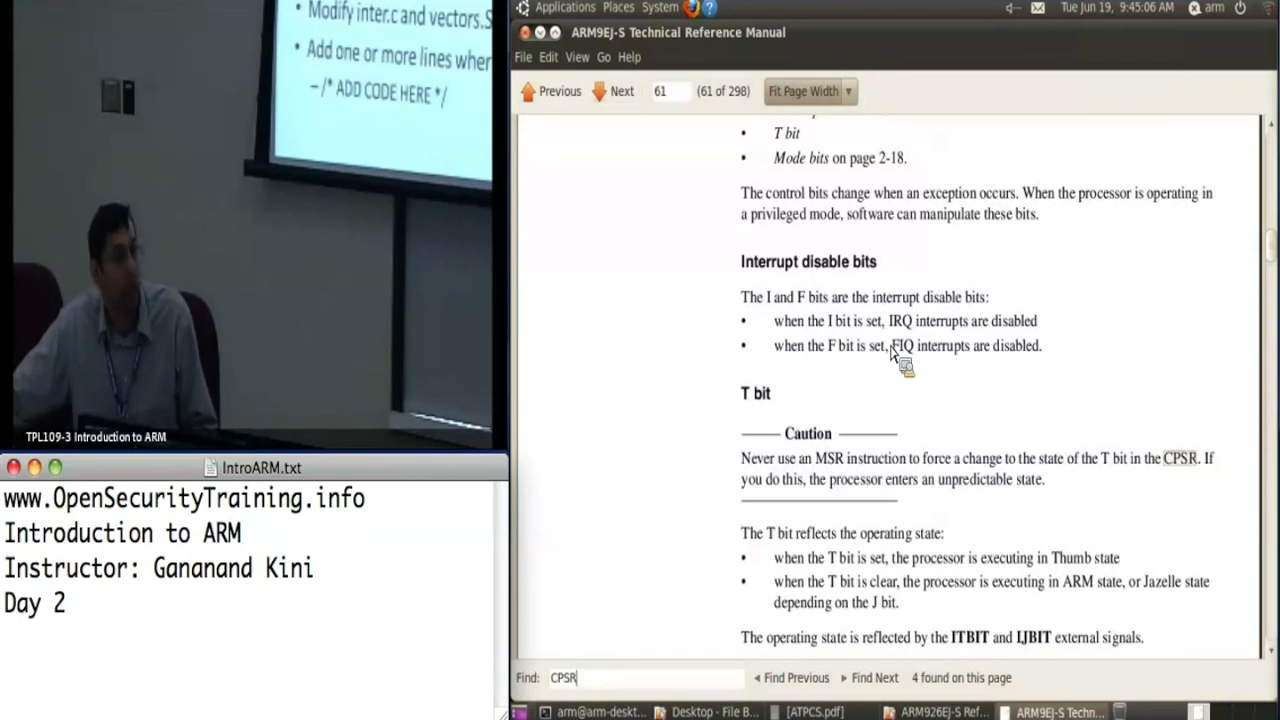 • Modify inter.c and vectors.S
• Add one or more lines wher
– /* ADD CODE HERE */
TPL109-3 Introduction to ARM
IntroARM.txt
www.OpenSecurityTraining.info
Introduction to ARM
Instructor: Gananand Kini
Day 2
Applications Places System ? Tue Jun 19, 9:45:06 AM arm
ARM9EJ-S Technical Reference Manual
File Edit View Go Help
Previous Next 61 (61 of 298) Fit Page Width
• T bit
• Mode bits on page 2-18.
The control bits change when an exception occurs. When the processor is operating in
a privileged mode, software can manipulate these bits.
Interrupt disable bits
The I and F bits are the interrupt disable bits:
• when the I bit is set, IRQ interrupts are disabled
• when the F bit is set, FIQ interrupts are disabled.
T bit
Caution
Never use an MSR instruction to force a change to the state of the T bit in the CPSR. If
you do this, the processor enters an unpredictable state.
The T bit reflects the operating state:
• when the T bit is set, the processor is executing in Thumb state
• when the T bit is clear, the processor is executing in ARM state, or Jazelle state
depending on the J bit.
The operating state is reflected by the ITBIT and IJBIT external signals.
Find: CPSR Find Previous Find Next 4 found on this page
arm@arm-deskt... Desktop - File B... [ATPCS.pdf] ARM926EJ-S Ref... ARM9EJ-S Techn...